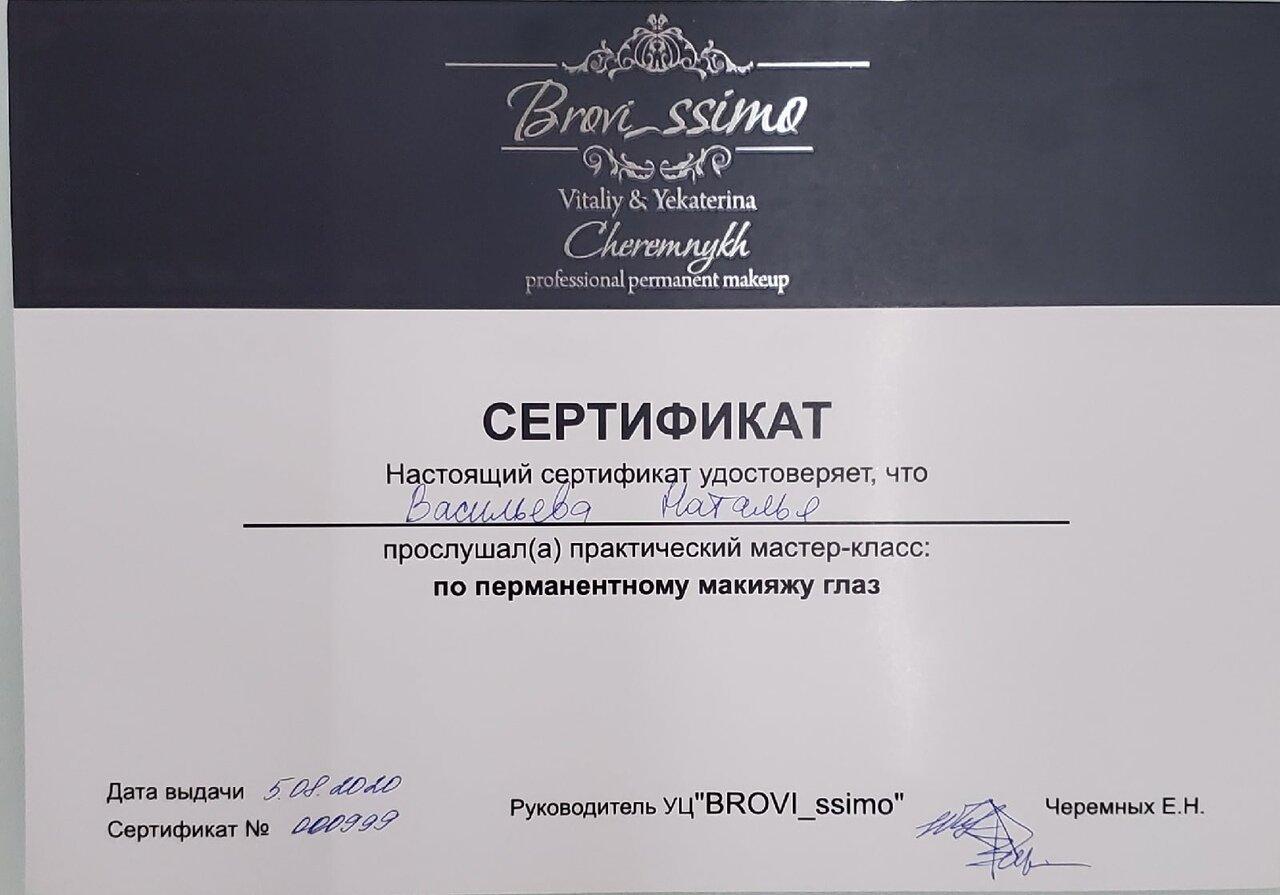 Brovi_ssimo
Vitaliy & Yekaterina
Cheremnykh
professional permanent makeup
СЕРТИФИКАТ
Настоящий сертификат удостоверяет, что
Васильева Наталья
прослушал(а) практический мастер-класс:
по перманентному макияжу глаз
Дата выдачи 5.08.2020
Сертификат № 000999
Руководитель УЦ"BROVI_ssimo" Черемных Е.Н.